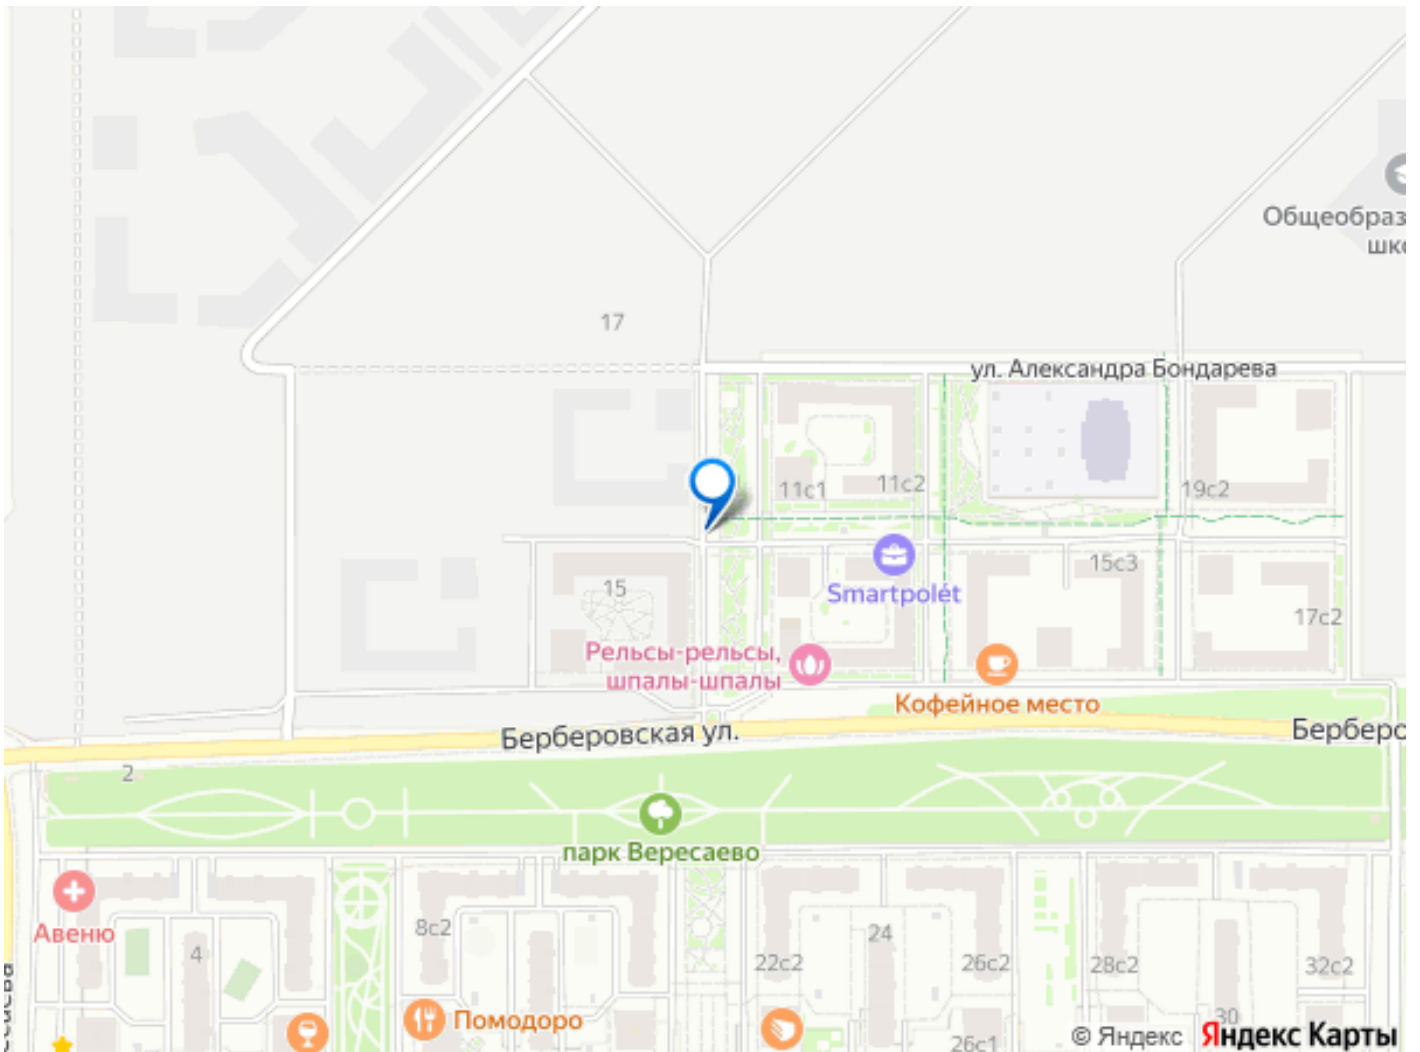 Общеобраз
шко
17
ул. Александра Бондарева
11с1
11с2
19с2
15
15с3
Smartpolét
17с2
Рельсы-рельсы,
шпалы-шпалы
Кофейное место
Берберовская ул.
Берберо
2
парк Вересаево
Авеню
4
8с2
24
22с2
26с2
28с2
32с2
Помодоро
30
26с1
© Яндекс
Яндекс Карты